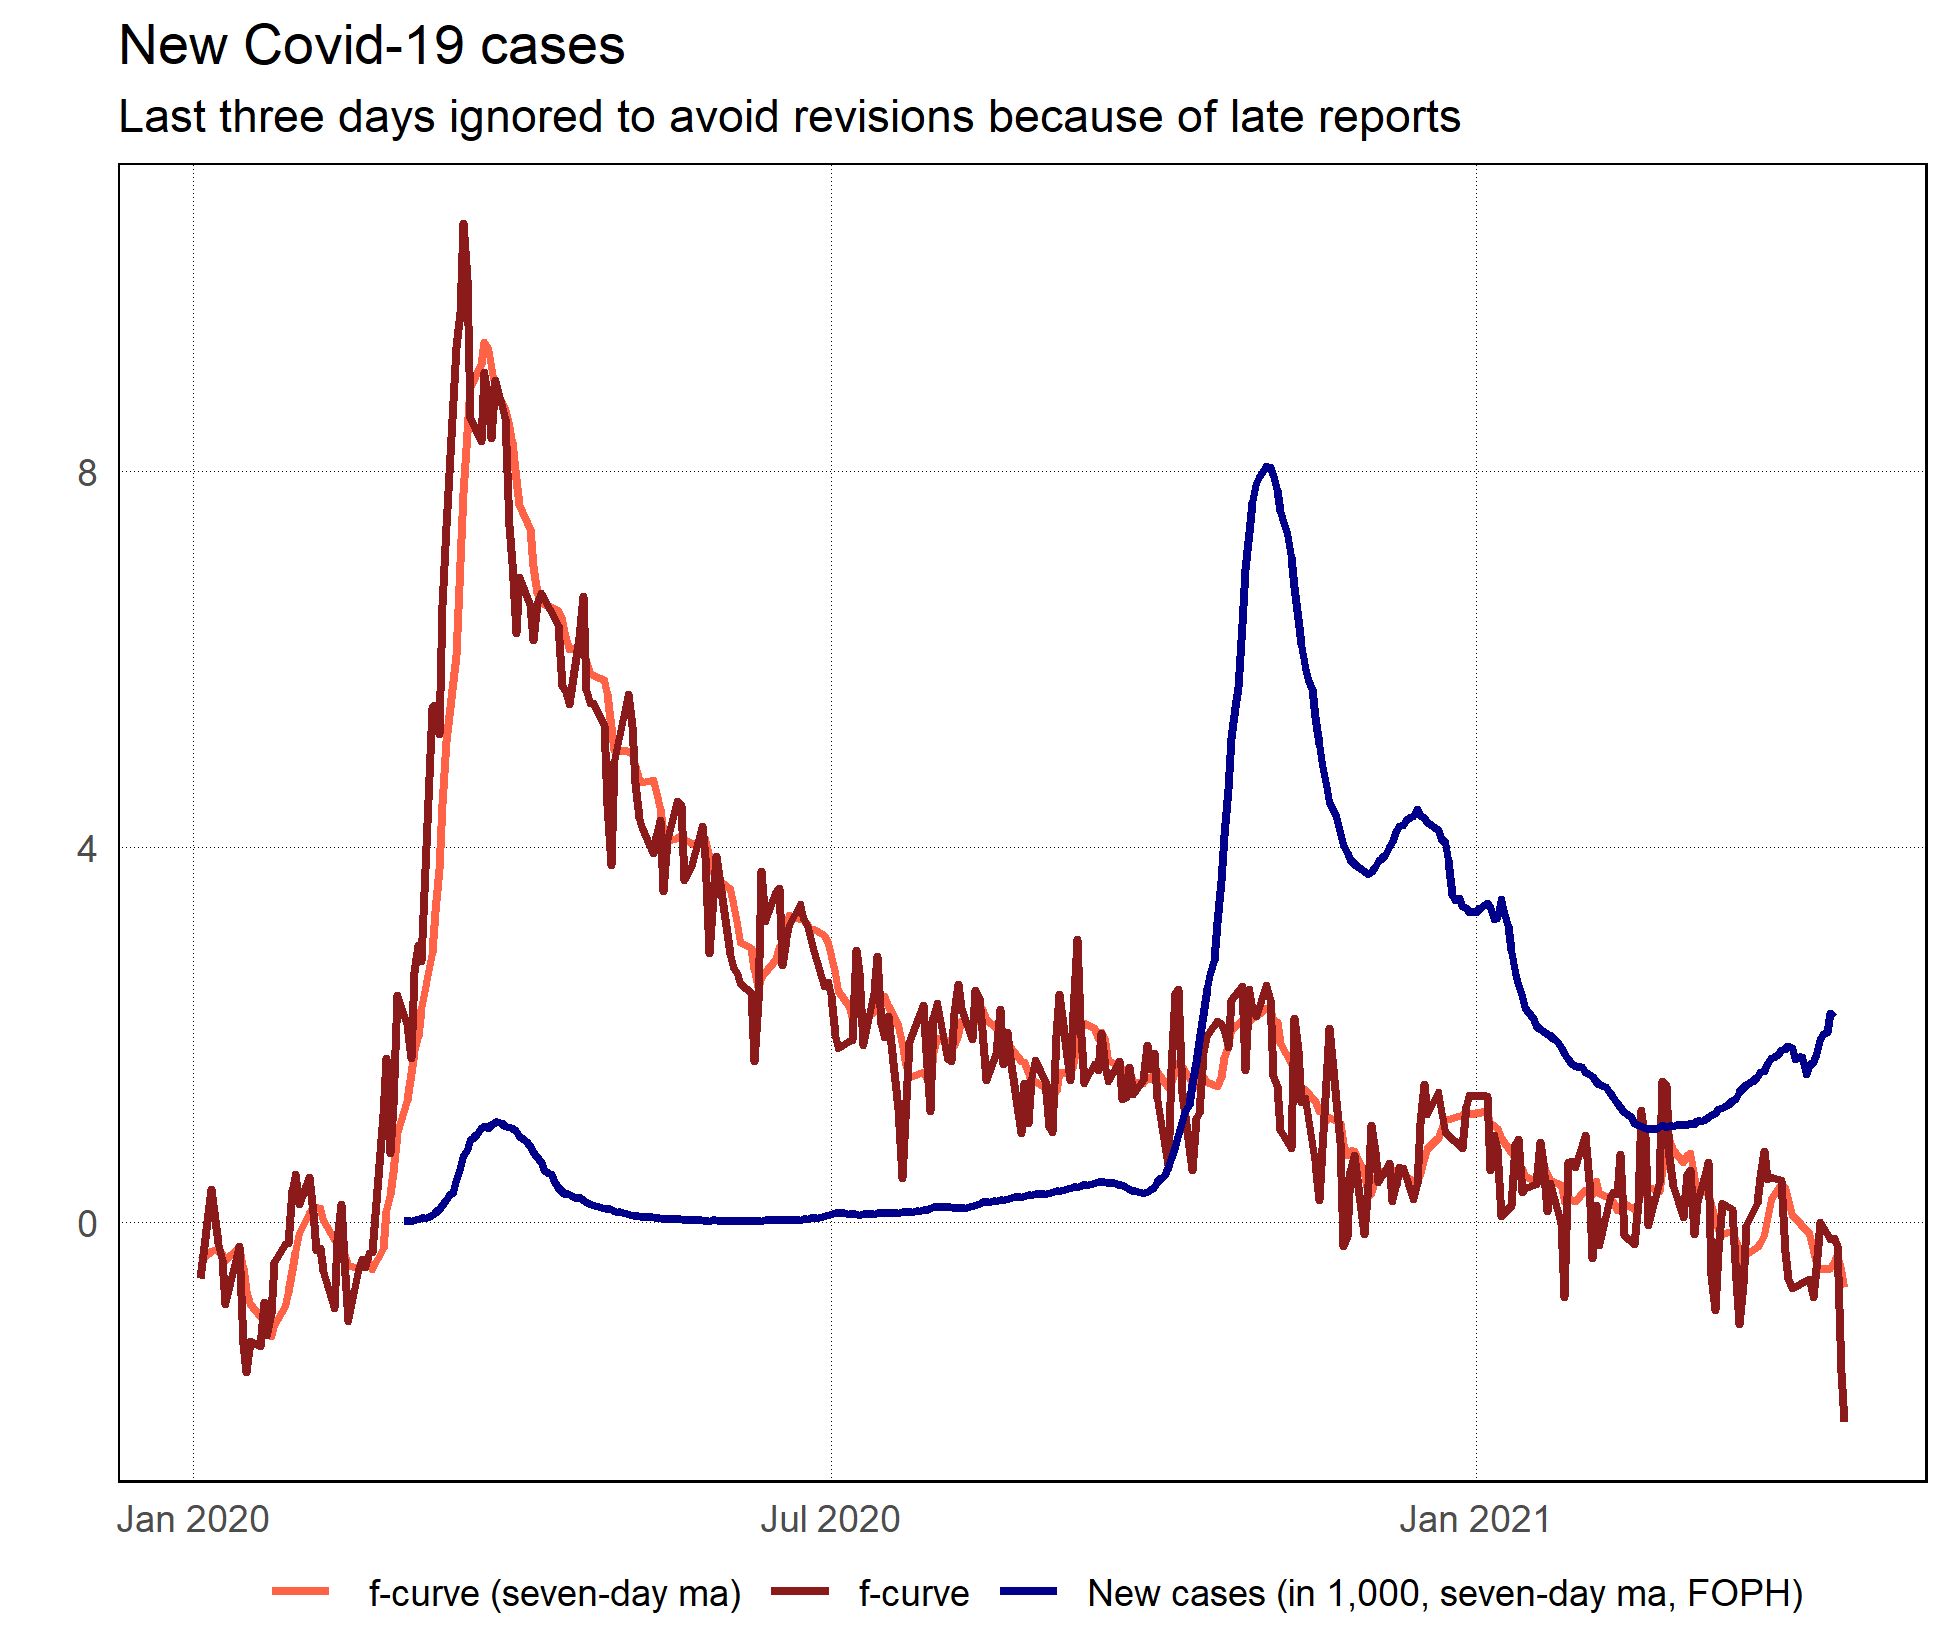 New Covid-19 cases
Last three days ignored to avoid revisions because of late reports
8
4
0
Jan 2020 Jul 2020 Jan 2021
f-curve (seven-day ma) f-curve New cases (in 1,000, seven-day ma, FOPH)